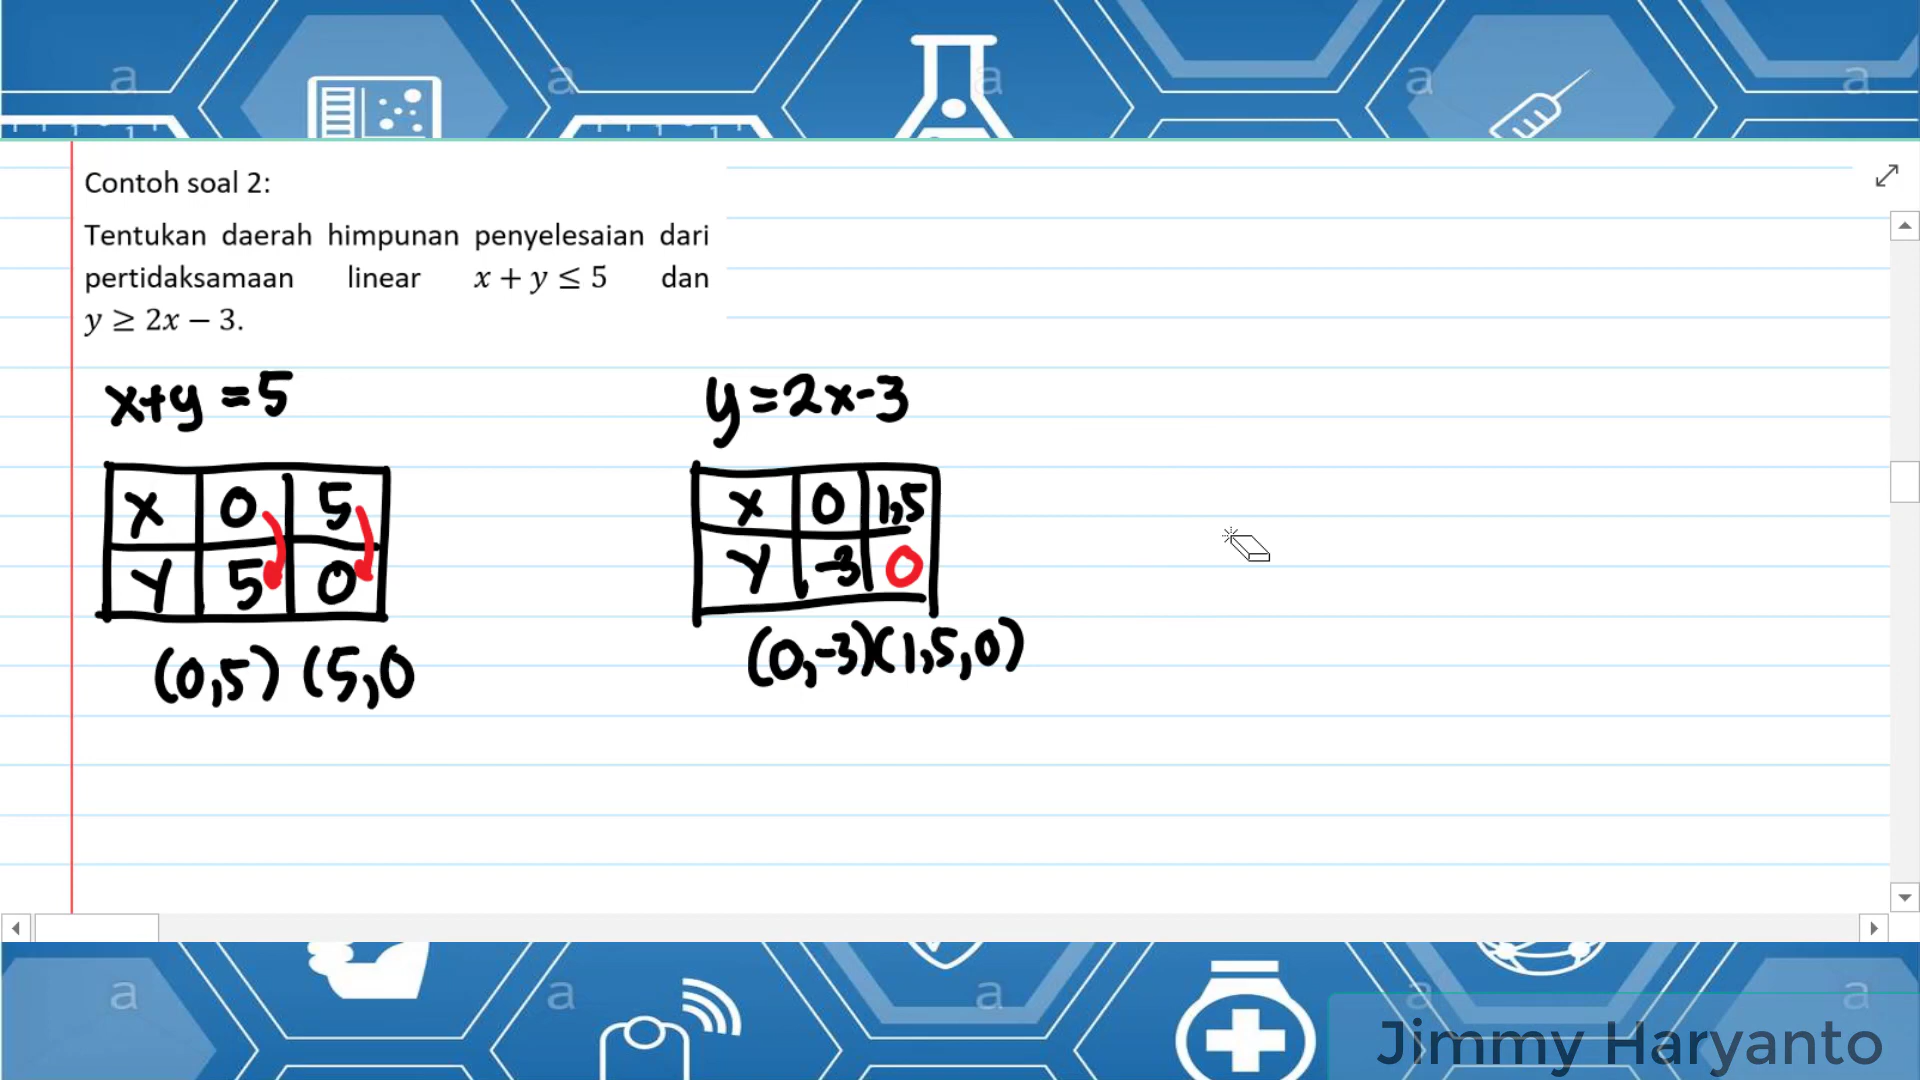 Contoh soal 2:
Tentukan daerah himpunan penyelesaian dari
pertidaksamaan linear x + y ≤ 5 dan
y ≥ 2x − 3.
x+y = 5
x 0 5
y 5 0
(0,5) (5,0
y = 2x-3
x 0 1,5
y -3 0
(0,-3)(1,5,0)
Jimmy Haryanto